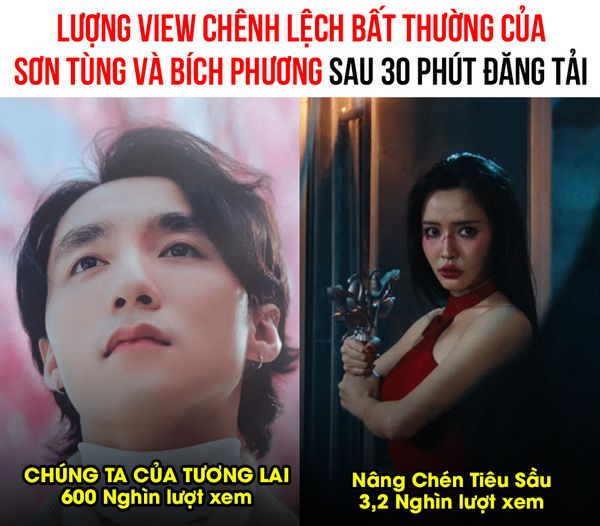 LƯỢNG VIEW CHÊNH LỆCH BẤT THƯỜNG CỦA
SƠN TÙNG VÀ BÍCH PHƯƠNG SAU 30 PHÚT ĐĂNG TẢI
CHÚNG TA CỦA TƯƠNG LAI
600 Nghìn lượt xem
Nâng Chén Tiêu Sầu
3,2 Nghìn lượt xem